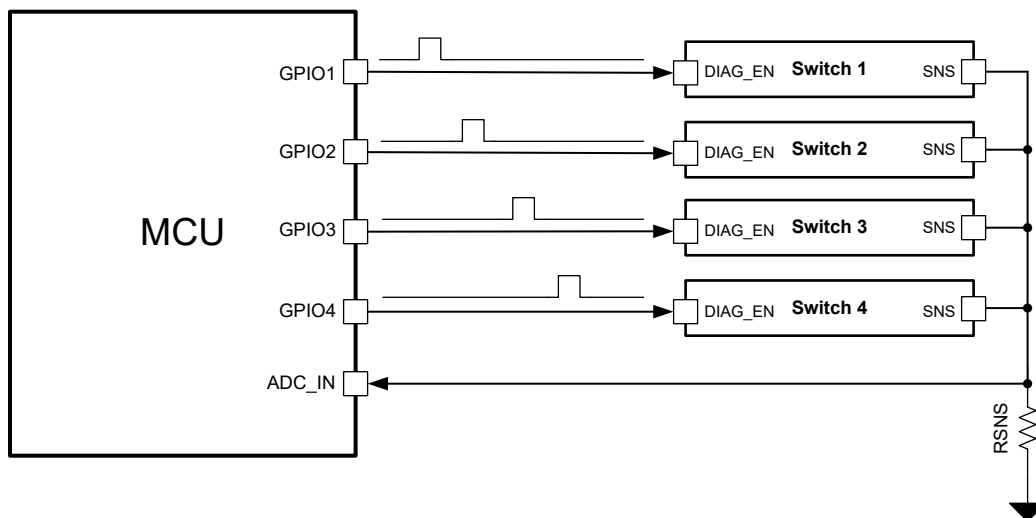 GPIO1
DIAG_EN Switch 1 SNS
GPIO2
DIAG_EN Switch 2 SNS
MCU
GPIO3
DIAG_EN Switch 3 SNS
GPIO4
DIAG_EN Switch 4 SNS
ADC_IN
RSNS